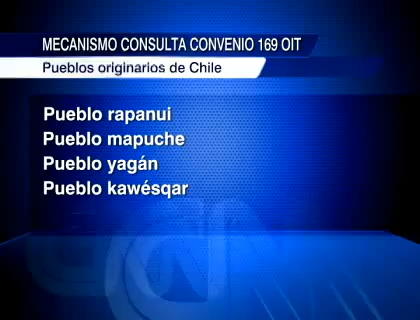 MECANISMO CONSULTA CONVENIO 169 OIT
Pueblos originarios de Chile
Pueblo rapanui
Pueblo mapuche
Pueblo yagán
Pueblo kawésqar